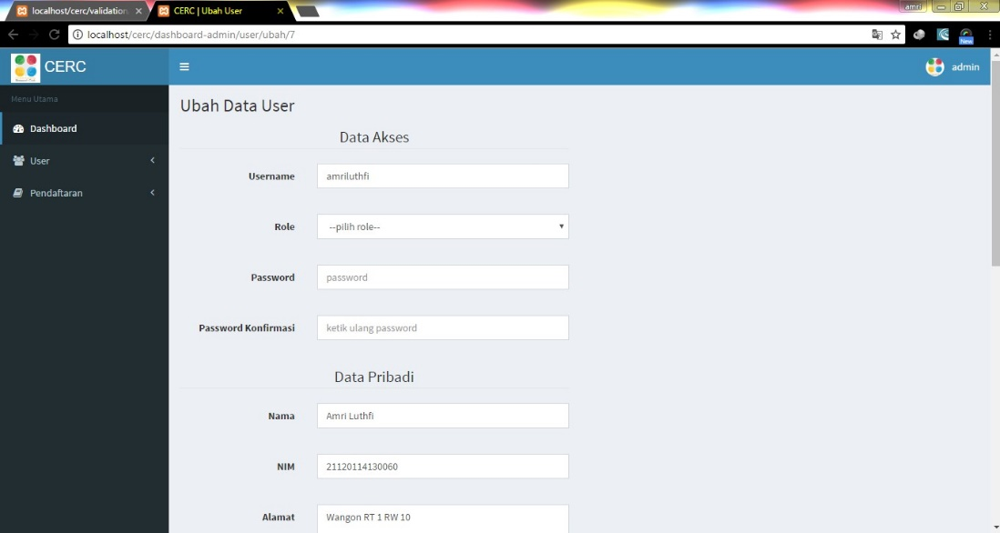 localhost/cerc/validation
CERC | Ubah User
amri
localhost/cerc/dashboard-admin/user/ubah/7
New
CERC
admin
Menu Utama
Ubah Data User
Dashboard
Data Akses
User
Username
amriluthfi
Pendaftaran
Role
--pilih role--
Password
password
Password Konfirmasi
ketik ulang password
Data Pribadi
Nama
Amri Luthfi
NIM
21120114130060
Alamat
Wangon RT 1 RW 10